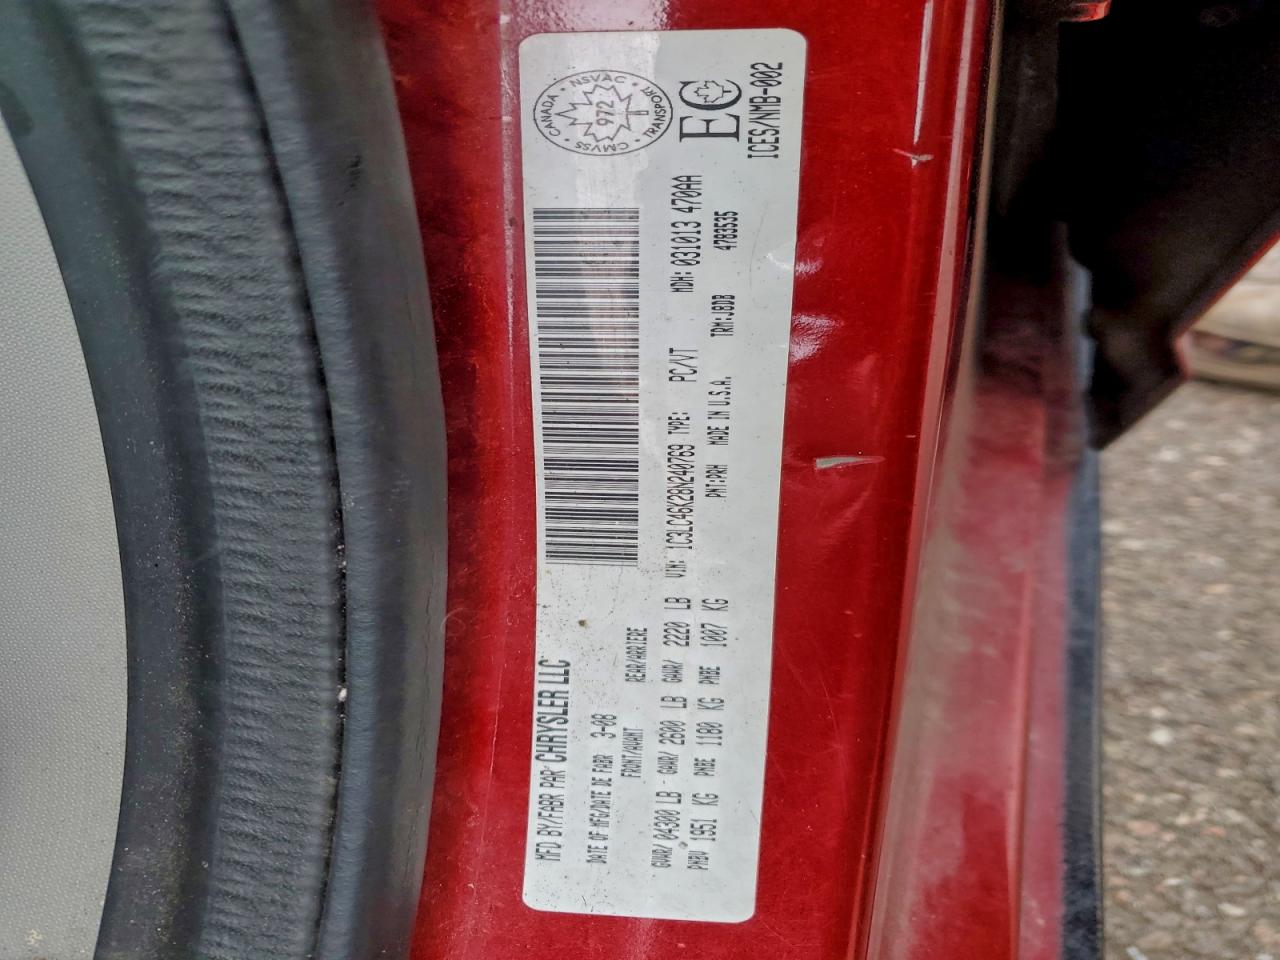 MFD BY/FABR PAR CHRYSLER LLC
DATE OF MFG/DATE DE FABR 3-08
FRONT/AVANT REAR/ARRIERE
GVWR/ 04300 LB - GAWR/ 2600 LB GAWR/ 2220 LB
PNBV 1951 KG PNBE 1180 KG PNBE 1007 KG
VIN: 1C3LC46K28N240769 TYPE: PC/VT MDH: 031013 470AA
PNT:PRH MADE IN U.S.A. TRM:J8DB 4783535
CANADA · NSVAC · TRANSPORT · CMVSS
972
EC
ICES/NMB-002